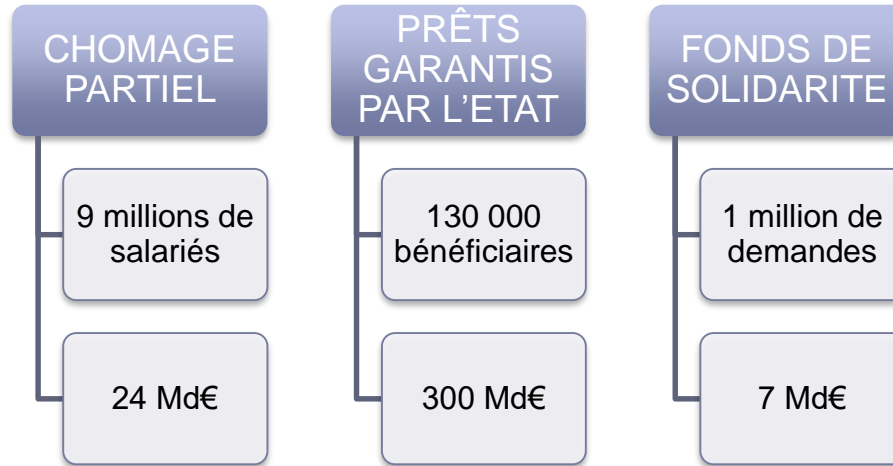 CHOMAGE
PARTIEL
9 millions de
salariés
24 Md€
PRÊTS
GARANTIS
PAR L’ETAT
130 000
bénéficiaires
300 Md€
FONDS DE
SOLIDARITE
1 million de
demandes
7 Md€